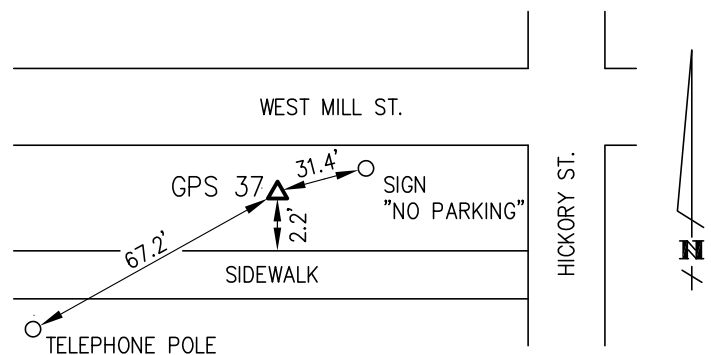 WEST MILL ST.
31.4'
GPS 37
SIGN
"NO PARKING"
2.2'
67.2'
HICKORY ST.
N
SIDEWALK
TELEPHONE POLE